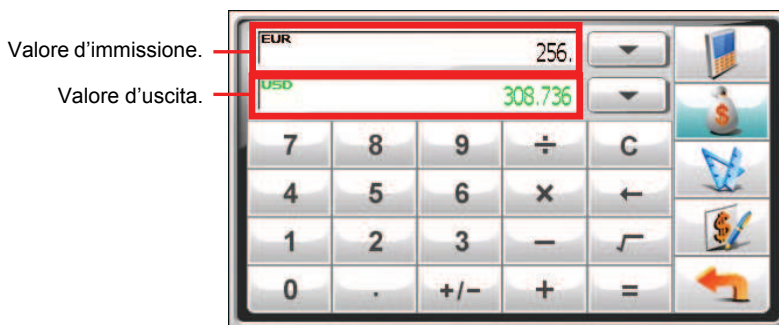 Valore d’immissione.
EUR 256.
Valore d’uscita.
USD 308.736
7 8 9 ÷ C
4 5 6 × ←
1 2 3 − √
0 . +/− + =
$
$